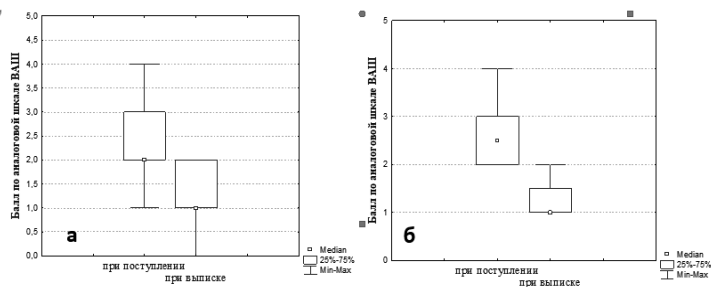 Балл по аналоговой шкале ВАШ
5,0
4,5
4,0
3,5
3,0
2,5
2,0
1,5
1,0
0,5
0,0
а
при поступлении
при выписке
Median
25%-75%
Min-Max
Балл по аналоговой шкале ВАШ
5
4
3
2
1
0
б
при поступлении
при выписке
Median
25%-75%
Min-Max